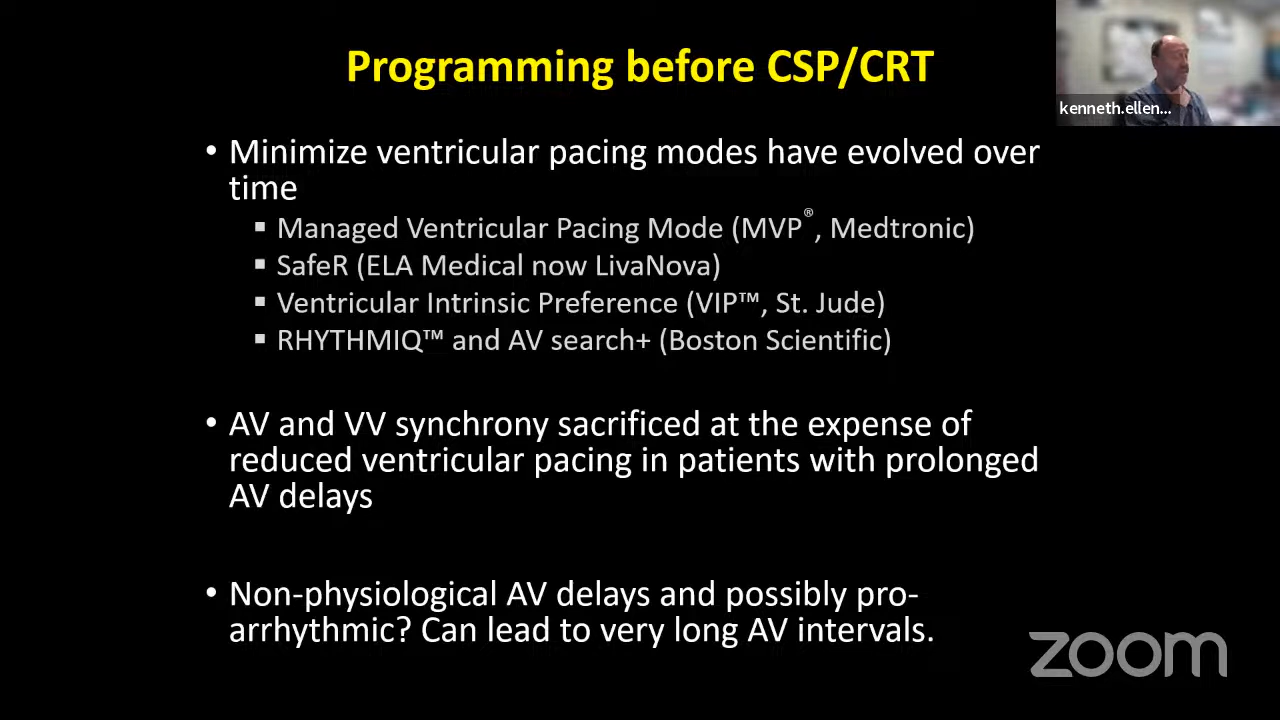 Programming before CSP/CRT
kenneth.ellen...
• Minimize ventricular pacing modes have evolved over
time
▪ Managed Ventricular Pacing Mode (MVP®, Medtronic)
▪ SafeR (ELA Medical now LivaNova)
▪ Ventricular Intrinsic Preference (VIP™, St. Jude)
▪ RHYTHMIQ™ and AV search+ (Boston Scientific)
• AV and VV synchrony sacrificed at the expense of
reduced ventricular pacing in patients with prolonged
AV delays
• Non-physiological AV delays and possibly pro-
arrhythmic? Can lead to very long AV intervals.
zoom